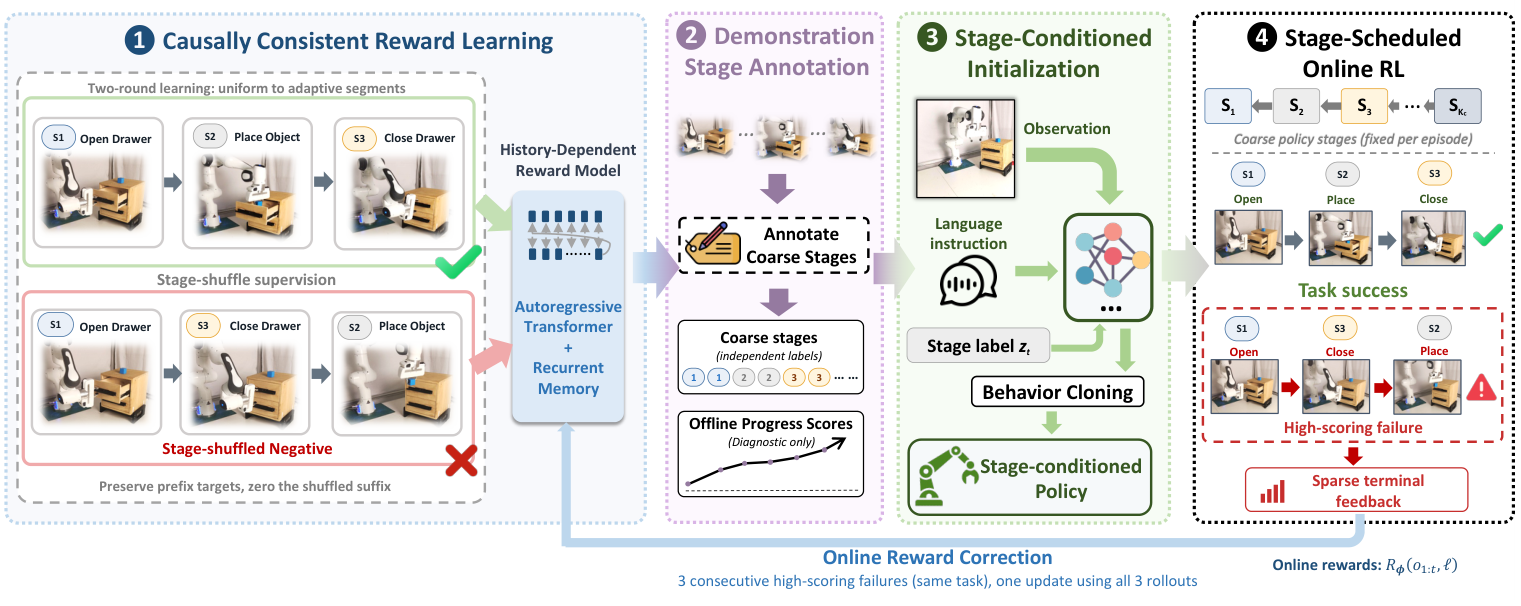 1 Causally Consistent Reward Learning
Two-round learning: uniform to adaptive segments
S1 Open Drawer
S2 Place Object
S3 Close Drawer
Stage-shuffle supervision
S1 Open Drawer
S3 Close Drawer
S2 Place Object
Stage-shuffled Negative
Preserve prefix targets, zero the shuffled suffix
History-Dependent
Reward Model
Autoregressive
Transformer
+
Recurrent
Memory
2 Demonstration
Stage Annotation
Annotate
Coarse Stages
Coarse stages
(independent labels)
1 1 2 2 3 3 ... ...
Offline Progress Scores
(Diagnostic only)
3 Stage-Conditioned
Initialization
Observation
Language
instruction
Stage label zₜ
Behavior Cloning
Stage-conditioned
Policy
4 Stage-Scheduled
Online RL
S₁ S₂ S₃ ... S_{K_c}
Coarse policy stages (fixed per episode)
S1 S2 S3
Open Place Close
Task success
S1 S3 S2
Open Close Place
High-scoring failure
Sparse terminal
feedback
Online Reward Correction
3 consecutive high-scoring failures (same task), one update using all 3 rollouts
Online rewards: R_ϕ(o_{1:t}, ℓ)